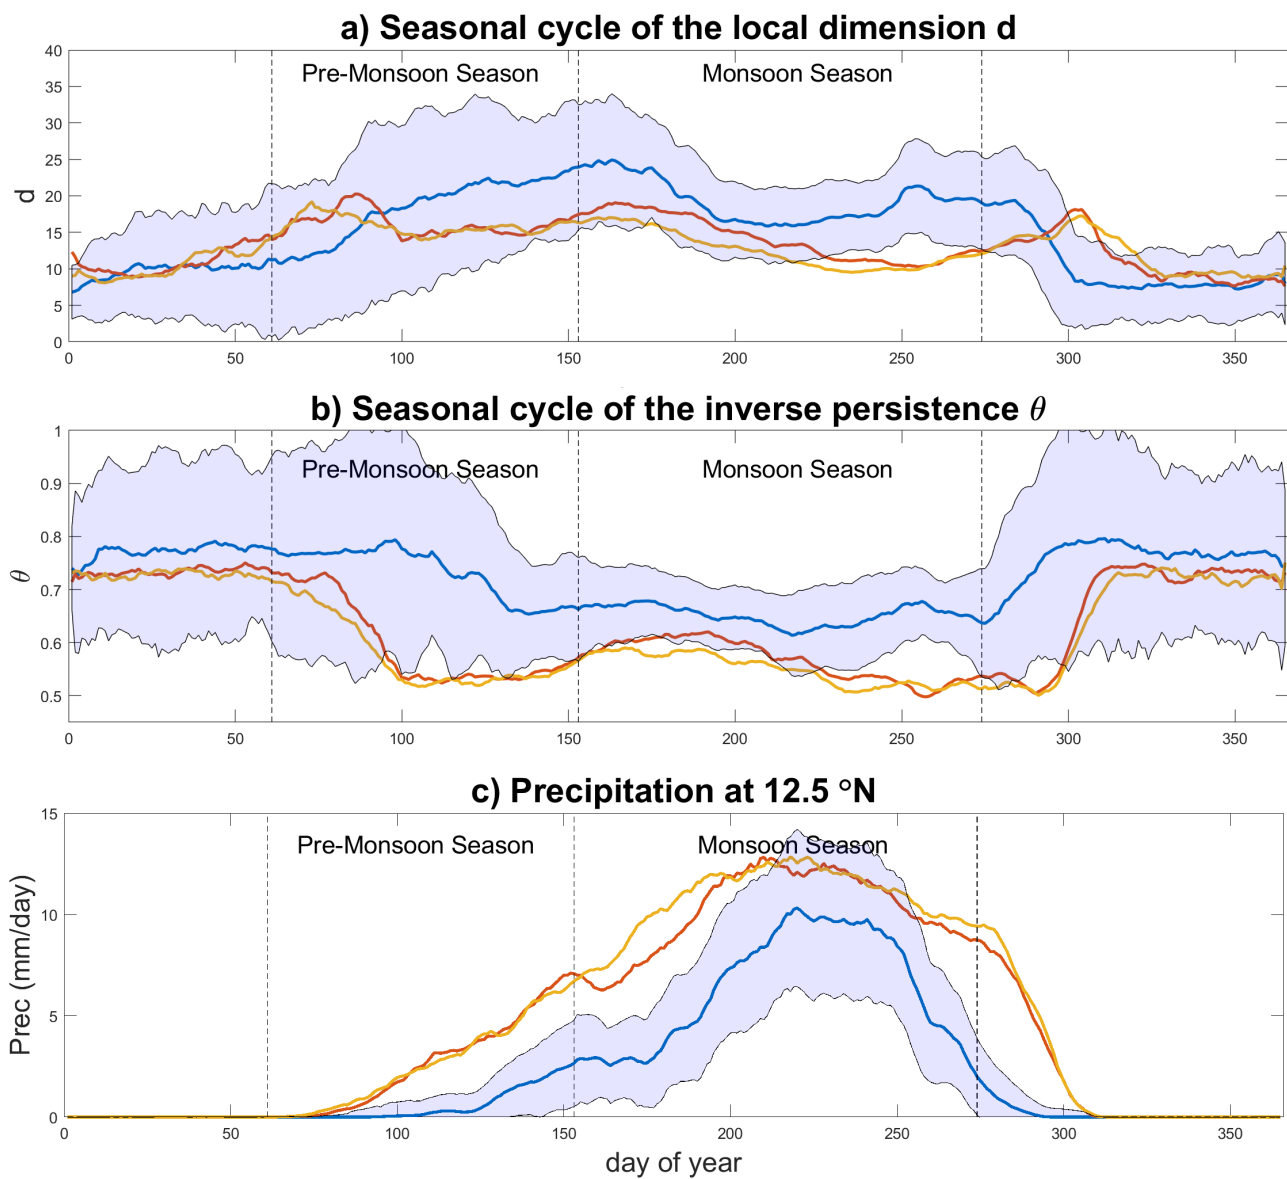 a) Seasonal cycle of the local dimension d
40
35
30
25
20
15
10
5
0
d
Pre-Monsoon Season
Monsoon Season
0 50 100 150 200 250 300 350
b) Seasonal cycle of the inverse persistence θ
1
0.9
0.8
0.7
0.6
0.5
θ
Pre-Monsoon Season
Monsoon Season
0 50 100 150 200 250 300 350
c) Precipitation at 12.5 °N
15
10
5
0
Prec (mm/day)
Pre-Monsoon Season
Monsoon Season
0 50 100 150 200 250 300 350
day of year